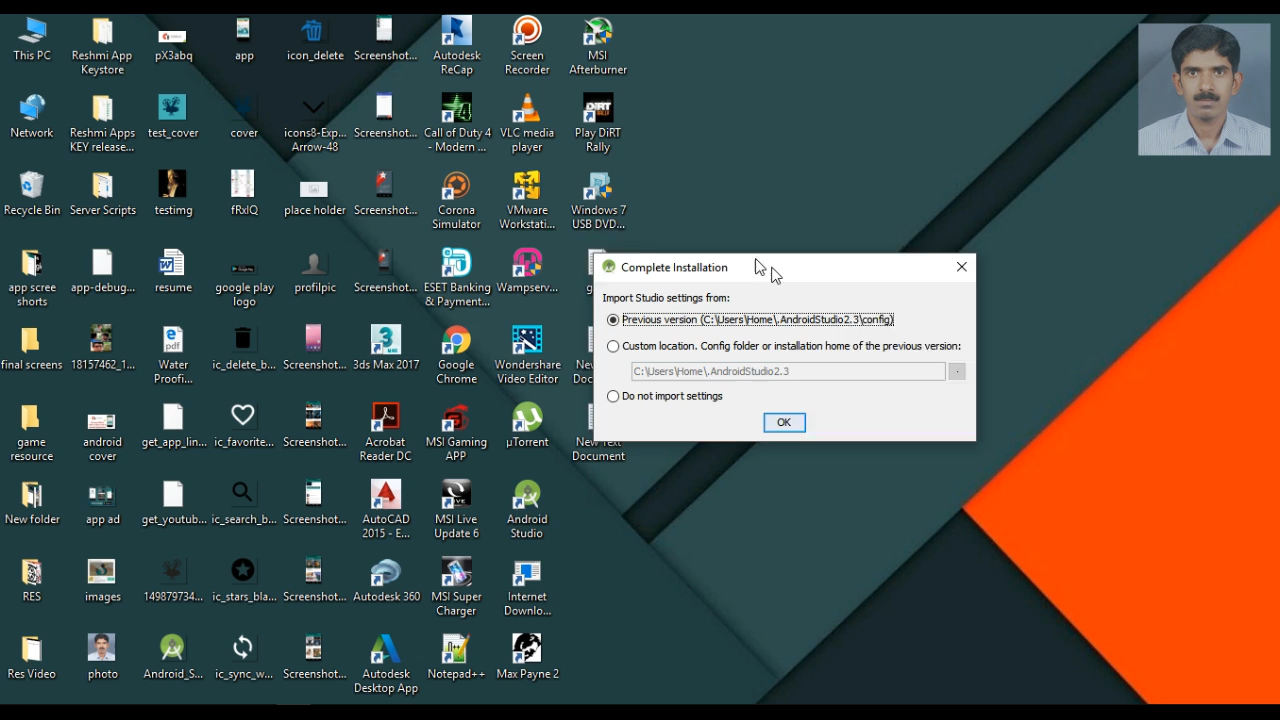 This PC
Reshmi App
Keystore
pX3abq
app
icon_delete
Screenshot...
Autodesk
ReCap
Screen
Recorder
MSI
Afterburner
Network
Reshmi Apps
KEY release...
test_cover
cover
icons8-Exp...
Arrow-48
Screenshot...
Call of Duty 4
- Modern ...
VLC media
player
Play DiRT
Rally
Recycle Bin
Server Scripts
testimg
fRxlQ
place holder
Screenshot...
Corona
Simulator
VMware
Workstati...
Windows 7
USB DVD...
app scree
shorts
app-debug...
resume
google play
logo
profilpic
Screenshot...
ESET Banking
& Payment...
Wampserv...
final screens
18157462_1...
Water
Proofi...
ic_delete_b...
Screenshot...
3ds Max 2017
Google
Chrome
Wondershare
Video Editor
game
resource
android
cover
get_app_lin...
ic_favorite...
Screenshot...
Acrobat
Reader DC
MSI Gaming
APP
µTorrent
Document
New folder
app ad
get_youtub...
ic_search_b...
Screenshot...
AutoCAD
2015 - E...
MSI Live
Update 6
Android
Studio
RES
images
149879734...
ic_stars_bla...
Screenshot...
Autodesk 360
MSI Super
Charger
Internet
Downlo...
Res Video
photo
Android_S...
ic_sync_w...
Screenshot...
Autodesk
Desktop App
Notepad++
Max Payne 2
Complete Installation
Import Studio settings from:
Previous version (C:\Users\Home\.AndroidStudio2.3\config)
Custom location. Config folder or installation home of the previous version:
C:\Users\Home\.AndroidStudio2.3
Do not import settings
OK